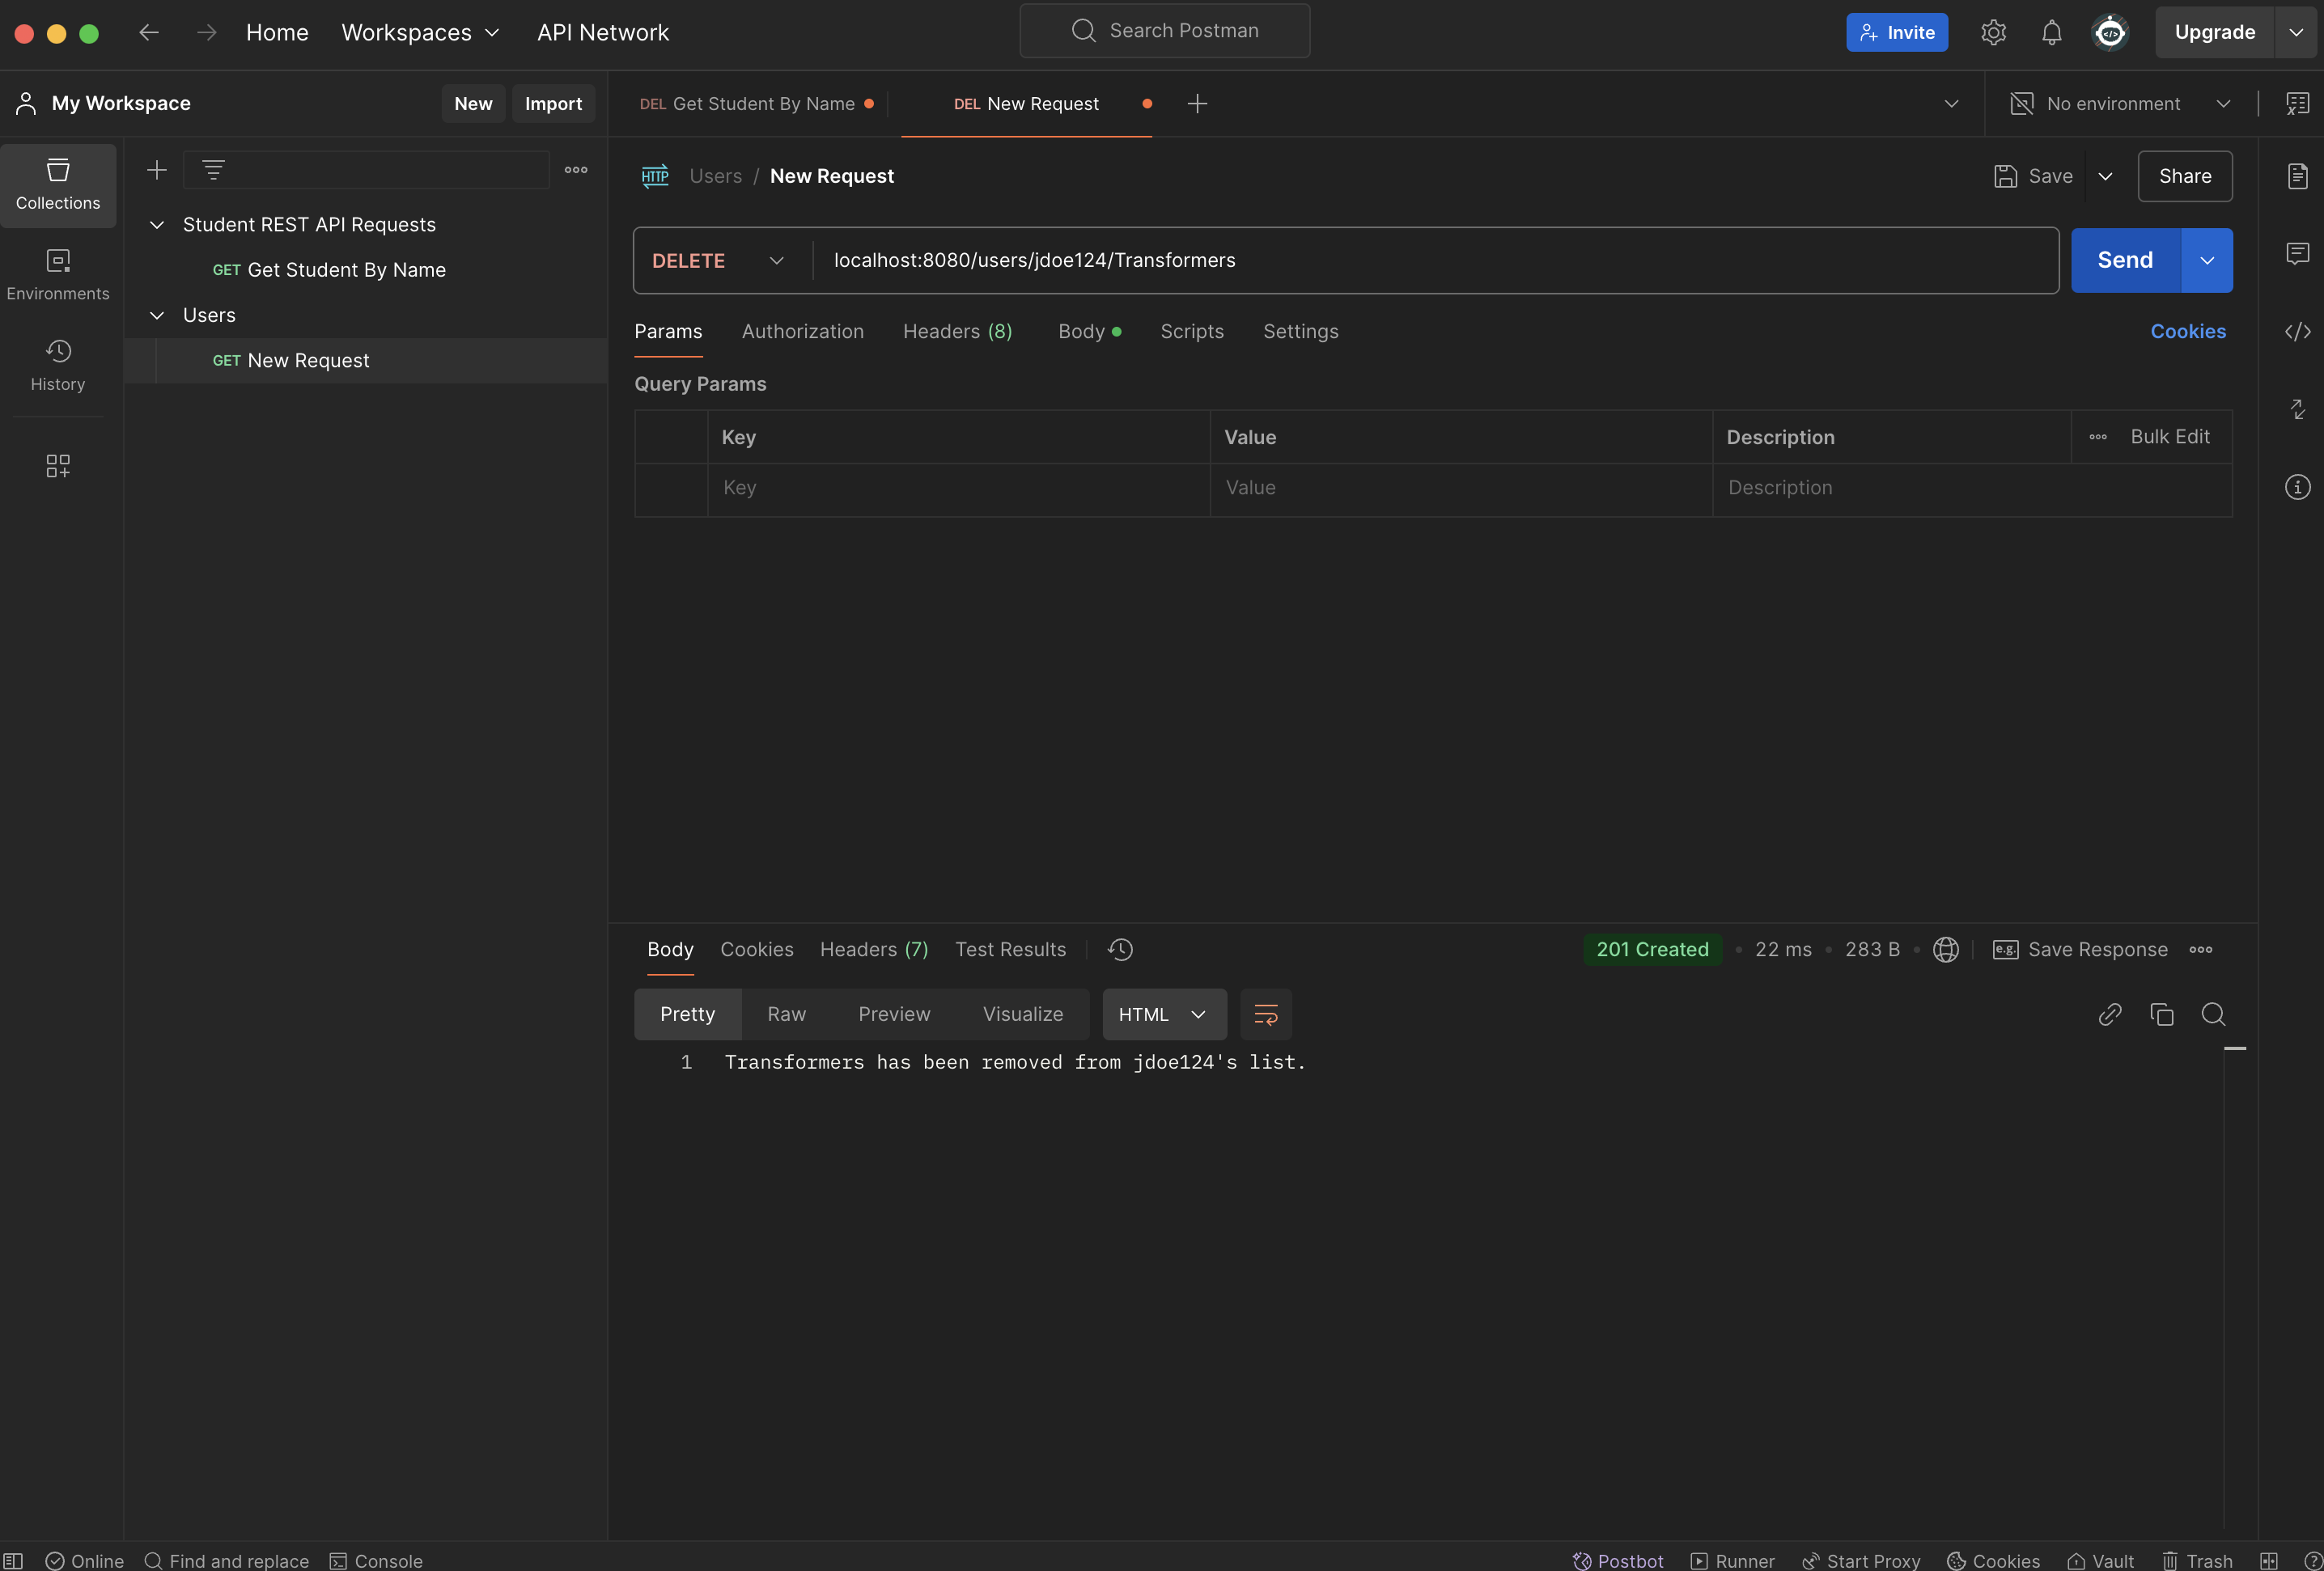 Home Workspaces API Network Search Postman Invite Upgrade
My Workspace New Import DEL Get Student By Name DEL New Request No environment
Collections
Environments
History
Student REST API Requests
GET Get Student By Name
Users
GET New Request
HTTP Users / New Request Save Share
DELETE localhost:8080/users/jdoe124/Transformers Send
Params Authorization Headers (8) Body Scripts Settings Cookies
Query Params
Key Value Description Bulk Edit
Key Value Description
Body Cookies Headers (7) Test Results 201 Created 22 ms 283 B e.g. Save Response
Pretty Raw Preview Visualize HTML
1 Transformers has been removed from jdoe124's list.
Online Find and replace Console Postbot Runner Start Proxy Cookies Vault Trash